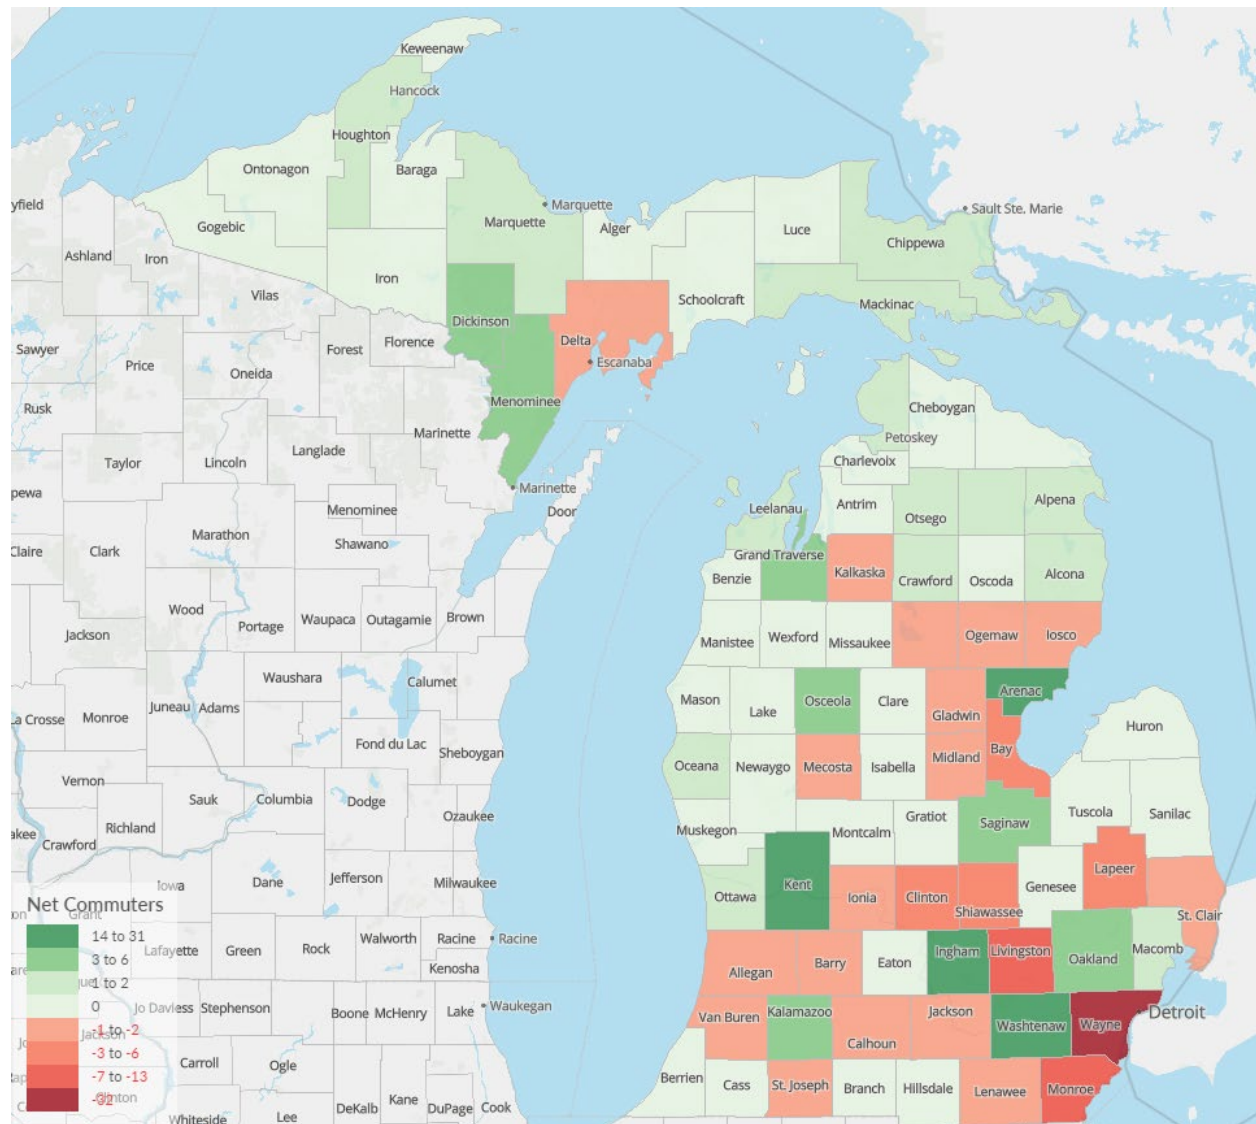 Keweenaw
Hancock
Houghton
Ontonagon
Baraga
yfield
Marquette
Sault Ste. Marie
Marquette
Gogebic
Alger
Luce
Chippewa
Ashland
Iron
Iron
Vilas
Schoolcraft
Mackinac
Dickinson
Delta
Florence
Forest
Sawyer
Price
Oneida
Escanaba
Menominee
Rusk
Cheboygan
Marinette
Petoskey
Langlade
Taylor
Lincoln
Charlevoix
pewa
Marinette
Alpena
Antrim
Leelanau
Menominee
Door
Otsego
Marathon
Shawano
Claire
Clark
Grand Traverse
Kalkaska
Benzie
Crawford
Oscoda
Alcona
Wood
Portage
Waupaca
Outagamie
Brown
Jackson
Manistee
Wexford
Missaukee
Ogemaw
Iosco
Waushara
Calumet
Arenac
Mason
Lake
Osceola
Clare
Gladwin
La Crosse
Monroe
Juneau
Adams
Huron
Fond du Lac
Sheboygan
Bay
Oceana
Newaygo
Mecosta
Isabella
Midland
Vernon
Sauk
Columbia
Dodge
Ozaukee
Richland
Crawford
akee
Muskegon
Montcalm
Gratiot
Saginaw
Tuscola
Sanilac
Iowa
Dane
Jefferson
Milwaukee
Kent
Lapeer
Ottawa
Ionia
Clinton
Shiawassee
Genesee
St. Clair
Net Commuters
Grant
14 to 31
3 to 6
1 to 2
0
-1 to -2
-3 to -6
-7 to -13
-32
Lafayette
Green
Rock
Walworth
Racine
Racine
Kenosha
Jo Daviess
Stephenson
Boone
McHenry
Lake
Waukegan
Jackson
Carroll
Ogle
Clinton
Whiteside
Lee
DeKalb
Kane
DuPage
Cook
Allegan
Barry
Eaton
Ingham
Livingston
Oakland
Macomb
Van Buren
Kalamazoo
Calhoun
Jackson
Washtenaw
Wayne
Detroit
Berrien
Cass
St. Joseph
Branch
Hillsdale
Lenawee
Monroe